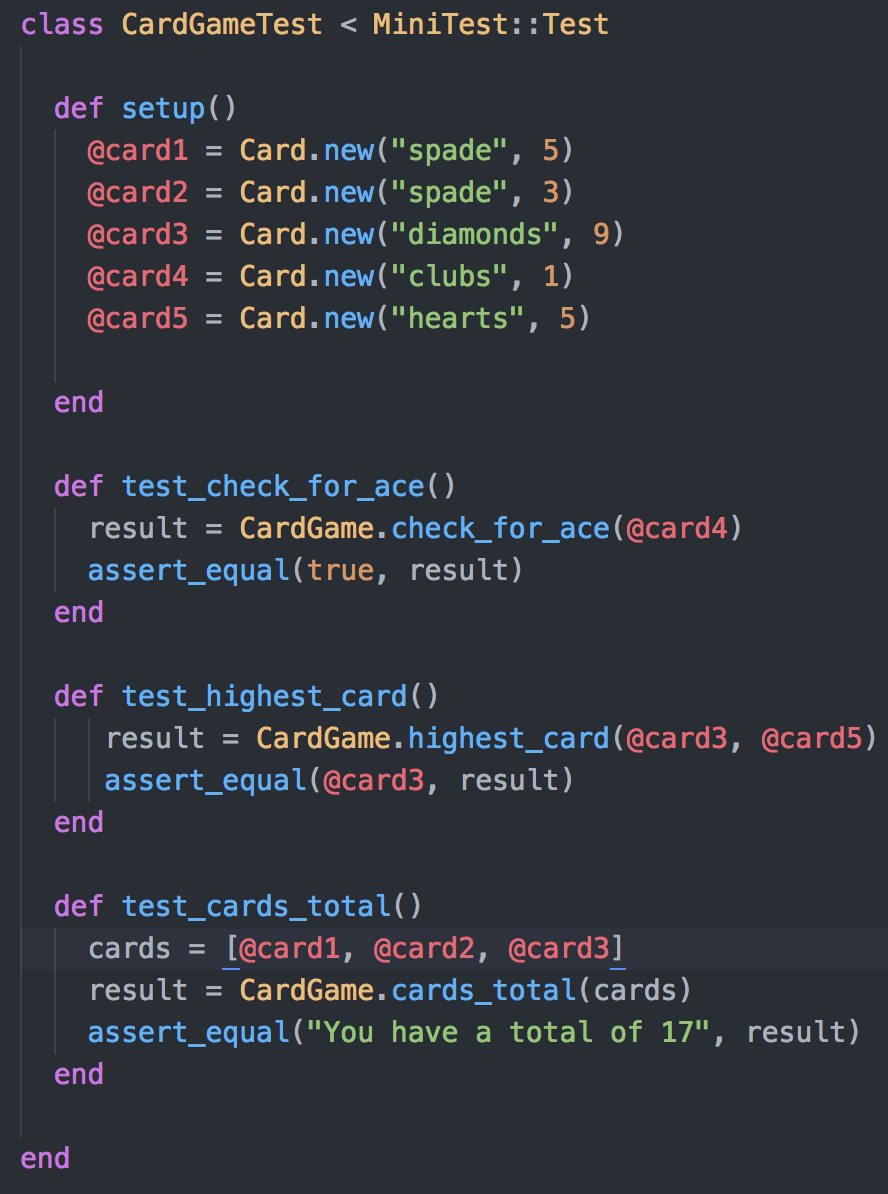 class CardGameTest < MiniTest::Test
def setup()
@card1 = Card.new("spade", 5)
@card2 = Card.new("spade", 3)
@card3 = Card.new("diamonds", 9)
@card4 = Card.new("clubs", 1)
@card5 = Card.new("hearts", 5)
end
def test_check_for_ace()
result = CardGame.check_for_ace(@card4)
assert_equal(true, result)
end
def test_highest_card()
result = CardGame.highest_card(@card3, @card5)
assert_equal(@card3, result)
end
def test_cards_total()
cards = [@card1, @card2, @card3]
result = CardGame.cards_total(cards)
assert_equal("You have a total of 17", result)
end
end